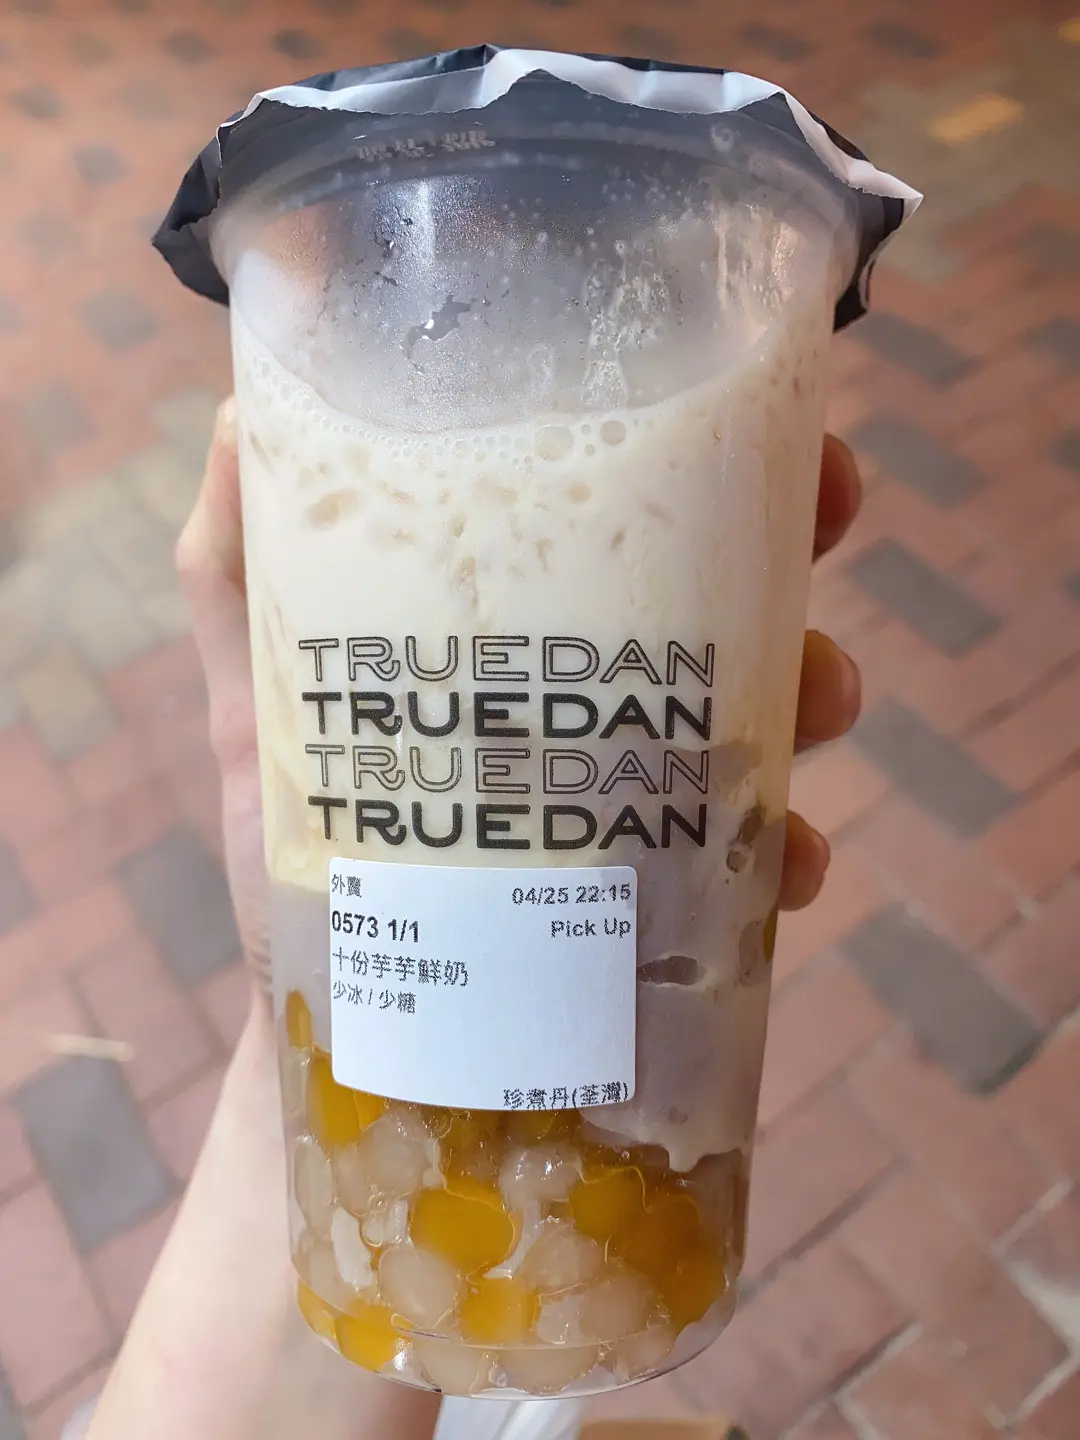 TRUEDAN
TRUEDAN
TRUEDAN
TRUEDAN
外賣 04/25 22:15
0573 1/1 Pick Up
十份芋芋鮮奶
少冰 / 少糖
珍煮丹(荃灣)